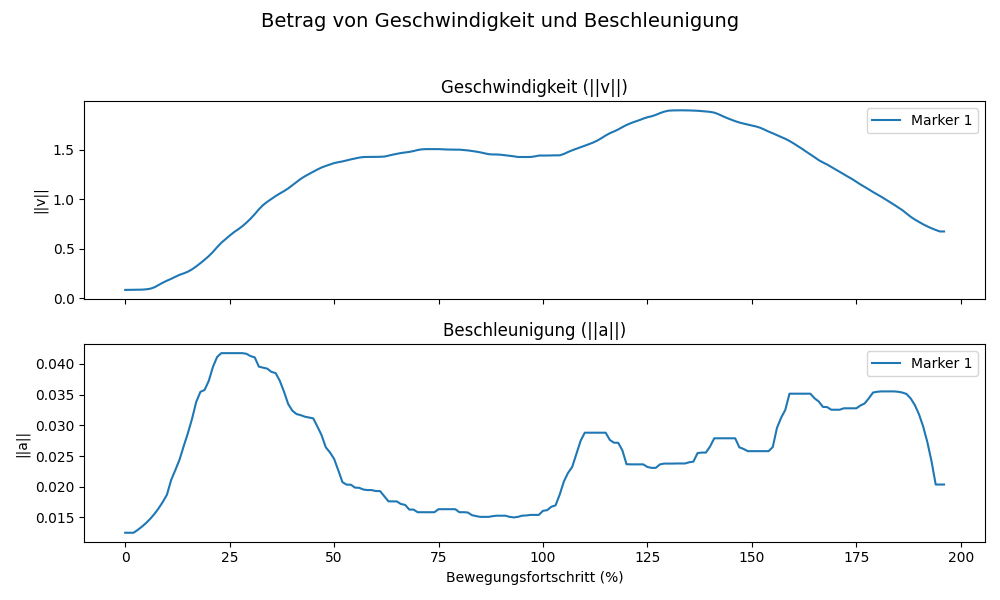 Betrag von Geschwindigkeit und Beschleunigung
Geschwindigkeit (||v||)
Marker 1
||v||
1.5
1.0
0.5
0.0
Beschleunigung (||a||)
Marker 1
||a||
0.040
0.035
0.030
0.025
0.020
0.015
0 25 50 75 100 125 150 175 200
Bewegungsfortschritt (%)